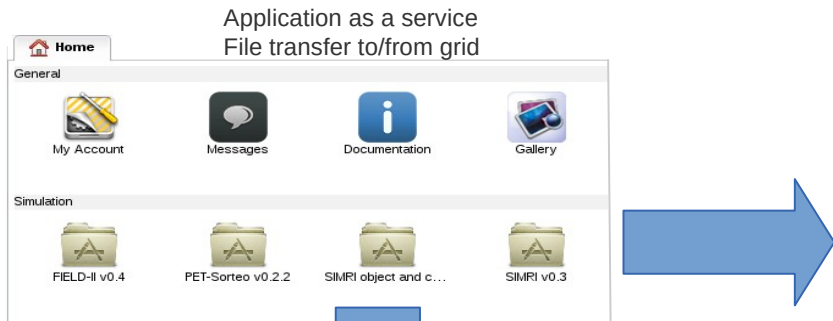 Application as a service
File transfer to/from grid
Home
General
My Account
Messages
Documentation
Gallery
Simulation
FIELD-II v0.4
PET-Sorteo v0.2.2
SIMRI object and c...
SIMRI v0.3